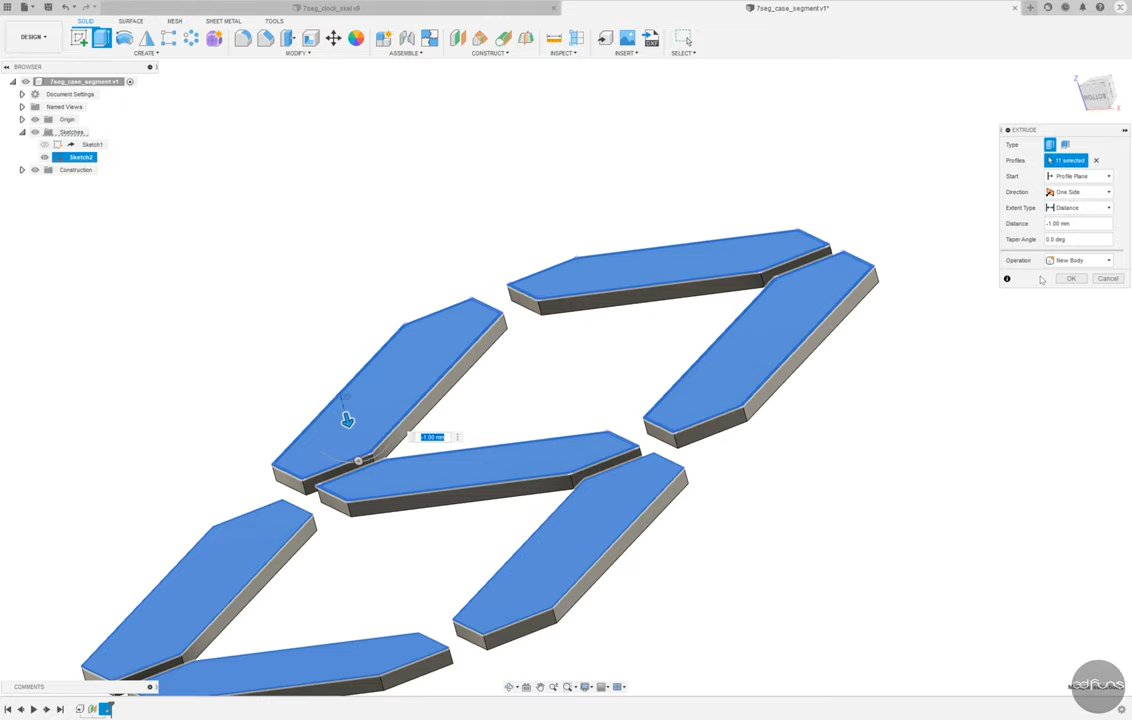 7seg_clock_skat v9
7seg_case_segment v1*
DESIGN
SOLID SURFACE MESH SHEET METAL TOOLS
CREATE MODIFY ASSEMBLE CONSTRUCT INSPECT INSERT SELECT
BROWSER
7seg_case_segment v1
Document Settings
Named Views
Origin
Sketches
Sketch1
Sketch2
Construction
Z
BOTTOM
X
EXTRUDE
Type
Profiles 11 selected
Start Profile Plane
Direction One Side
Extent Type Distance
Distance -1.00 mm
Taper Angle 0.0 deg
Operation New Body
OK Cancel
-1.00 mm
COMMENTS